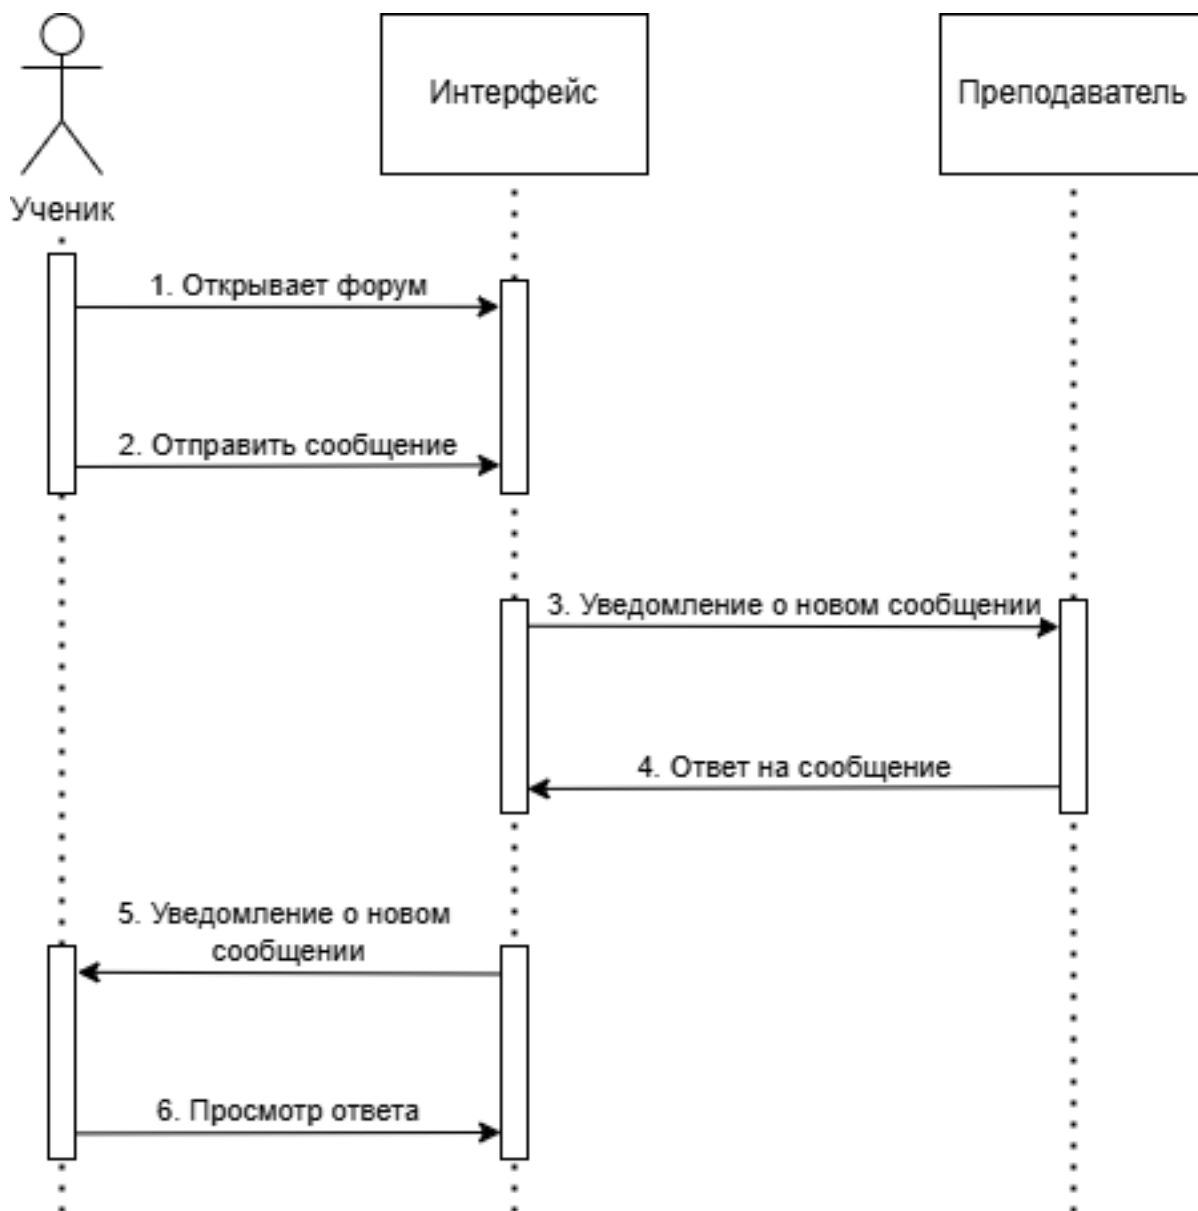 Интерфейс
Преподаватель
Ученик
1. Открывает форум
2. Отправить сообщение
3. Уведомление о новом сообщении
4. Ответ на сообщение
5. Уведомление о новом
сообщении
6. Просмотр ответа